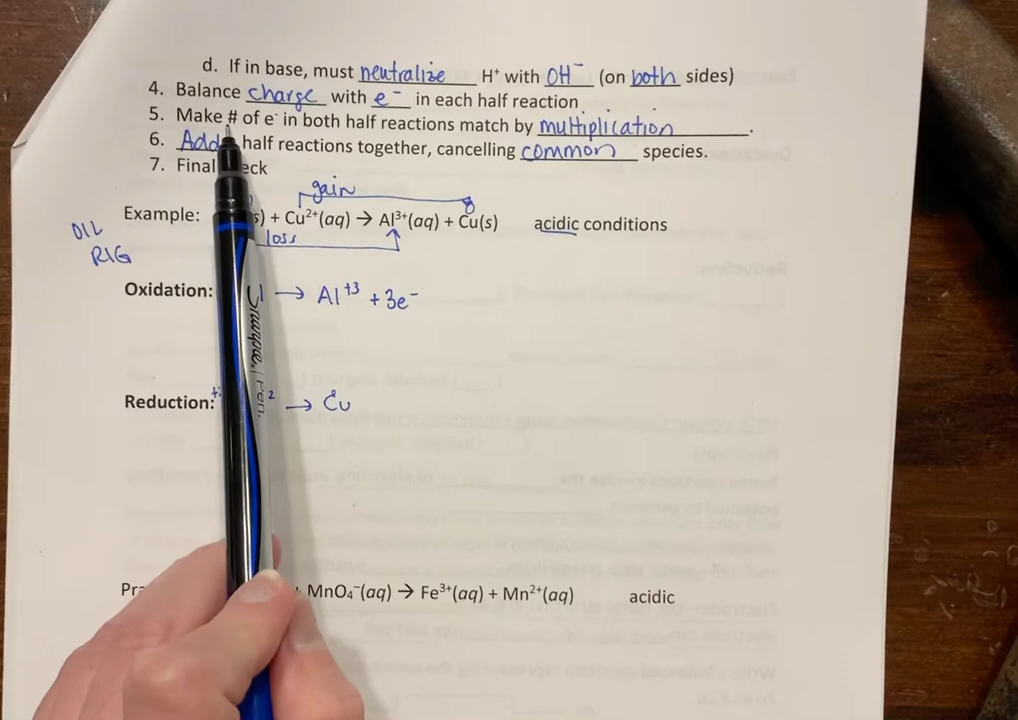 d. If in base, must neutralize H⁺ with OH⁻ (on both sides)
4. Balance charge with e⁻ in each half reaction
5. Make # of e⁻ in both half reactions match by multiplication.
6. Add half reactions together, cancelling common species.
7. Final eck
gain
Example: s) + Cu²⁺(aq) → Al³⁺(aq) + Cu(s) acidic conditions
loss
OIL
RIG
Oxidation: → Al⁺³ + 3e⁻
Reduction: ² → Cu
MnO₄⁻(aq) → Fe³⁺(aq) + Mn²⁺(aq) acidic
Pen.